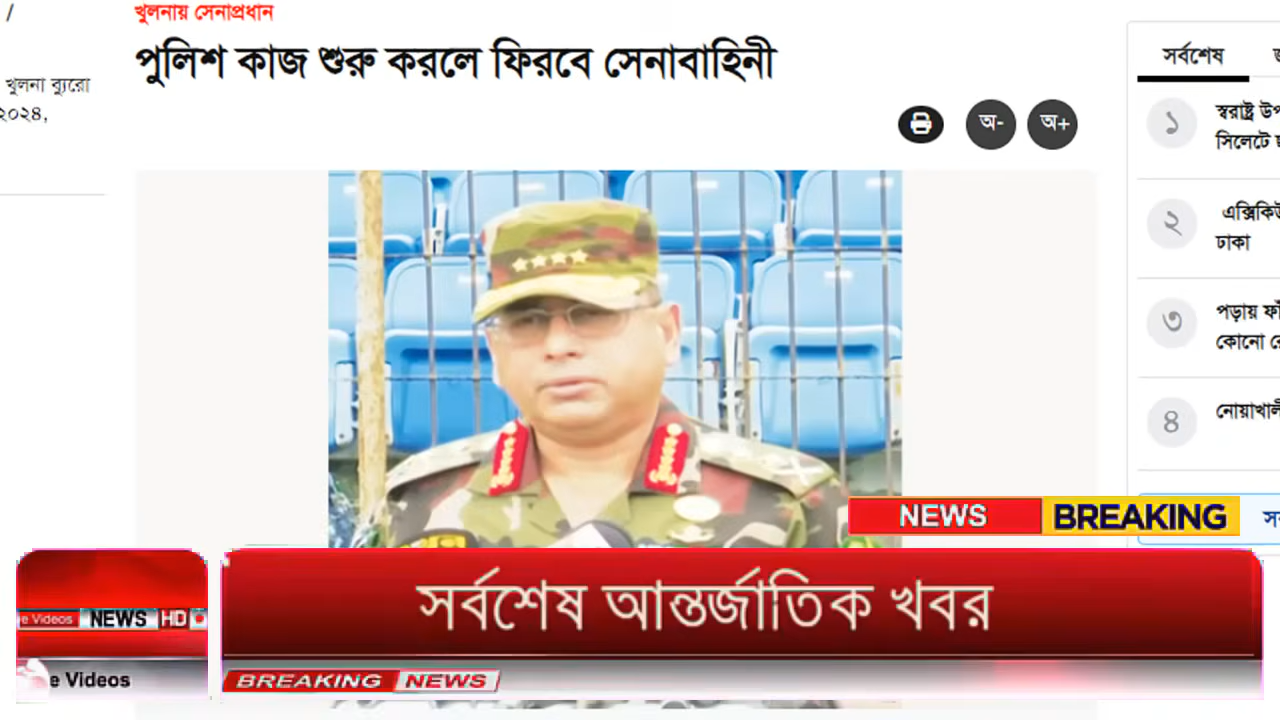 /
খুলনায় সেনাপ্রধান
পুলিশ কাজ শুরু করলে ফিরবে সেনাবাহিনী
খুলনা ব্যুরো
২০২৪,
অ-
অ+
সর্বশেষ
১
স্বরাষ্ট্র
সিলেটে
২
ঢাকা
৩
পড়ায়
কোনো
৪
NEWS BREAKING
সর্বশেষ আন্তর্জাতিক খবর
e Videos NEWS HD
e Videos
BREAKING NEWS